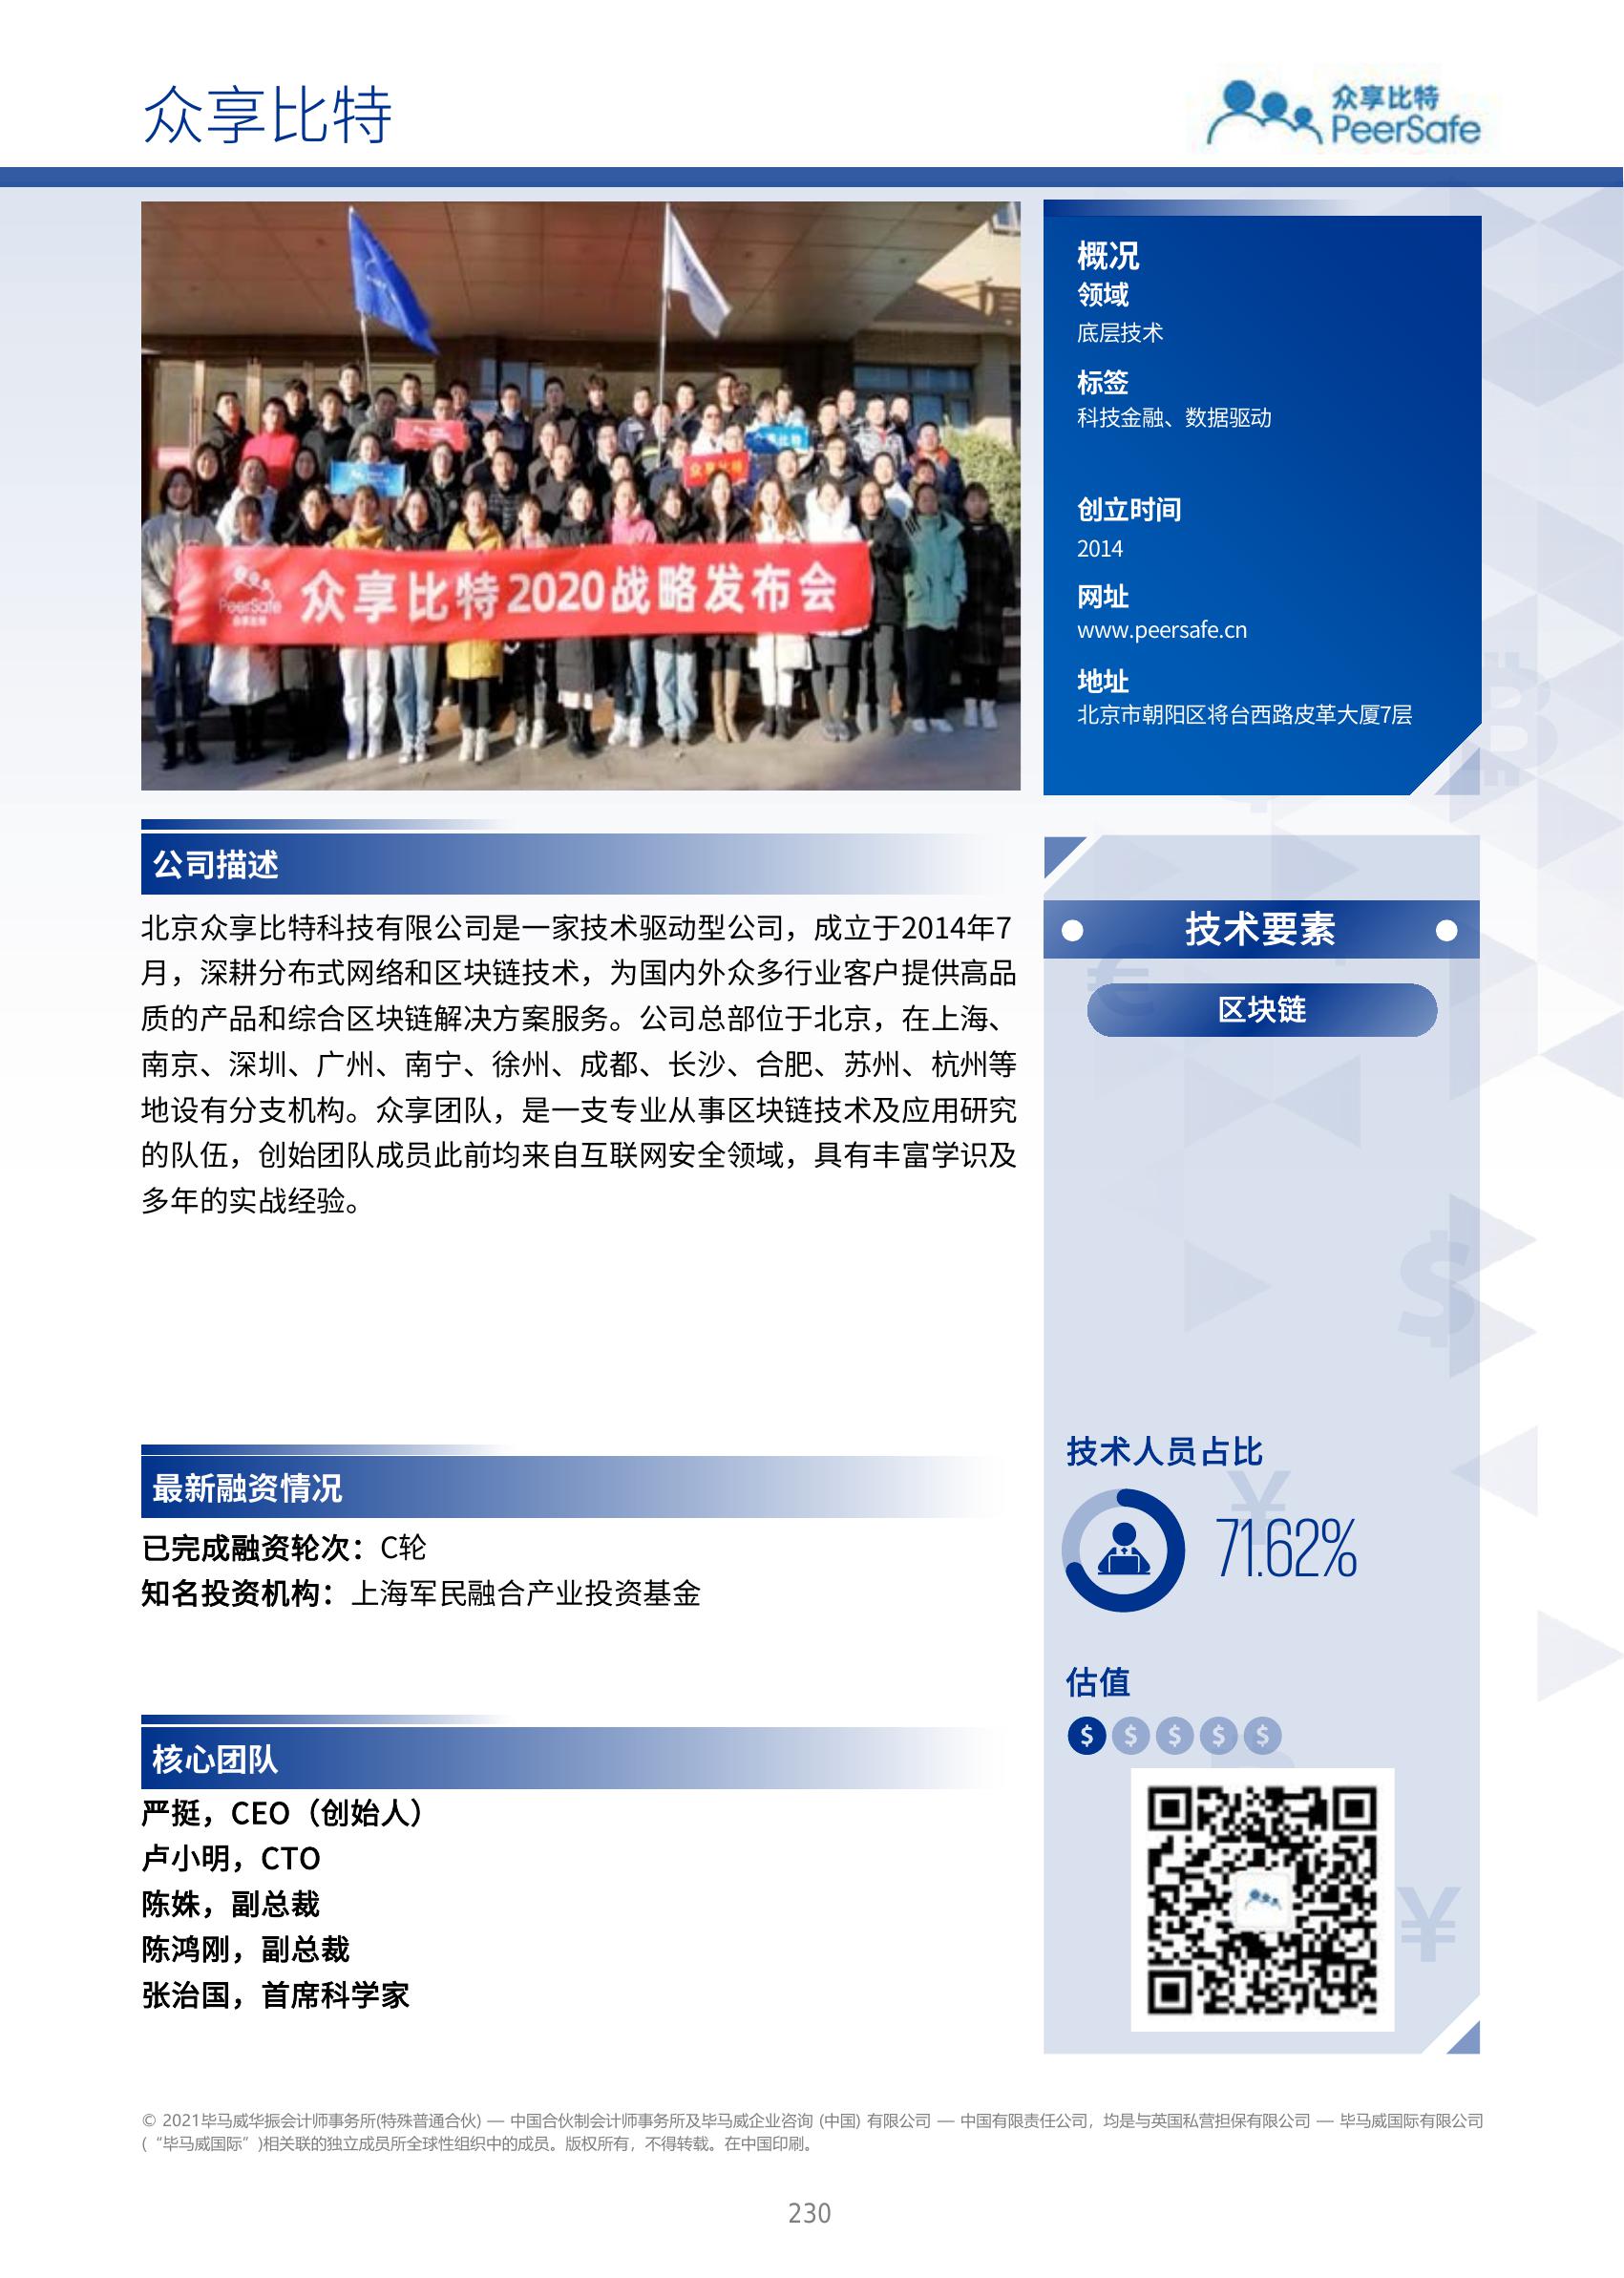 众享比特
众享比特
PeerSafe
众享比特
PeerSafe
众享比特2020战略发布会
概况
领域
底层技术
标签
科技金融、数据驱动
创立时间
2014
网址
www.peersafe.cn
地址
北京市朝阳区将台西路皮革大厦7层
公司描述
北京众享比特科技有限公司是一家技术驱动型公司，成立于2014年7
月，深耕分布式网络和区块链技术，为国内外众多行业客户提供高品
质的产品和综合区块链解决方案服务。公司总部位于北京，在上海、
南京、深圳、广州、南宁、徐州、成都、长沙、合肥、苏州、杭州等
地设有分支机构。众享团队，是一支专业从事区块链技术及应用研究
的队伍，创始团队成员此前均来自互联网安全领域，具有丰富学识及
多年的实战经验。
最新融资情况
已完成融资轮次：C轮
知名投资机构：上海军民融合产业投资基金
核心团队
严挺，CEO（创始人）
卢小明，CTO
陈姝，副总裁
陈鸿刚，副总裁
张治国，首席科学家
技术要素
区块链
技术人员占比
71.62%
估值
$ $ $ $ $
© 2021毕马威华振会计师事务所(特殊普通合伙) — 中国合伙制会计师事务所及毕马威企业咨询 (中国) 有限公司 — 中国有限责任公司，均是与英国私营担保有限公司 — 毕马威国际有限公司
(“毕马威国际”)相关联的独立成员所全球性组织中的成员。版权所有，不得转载。在中国印刷。
230